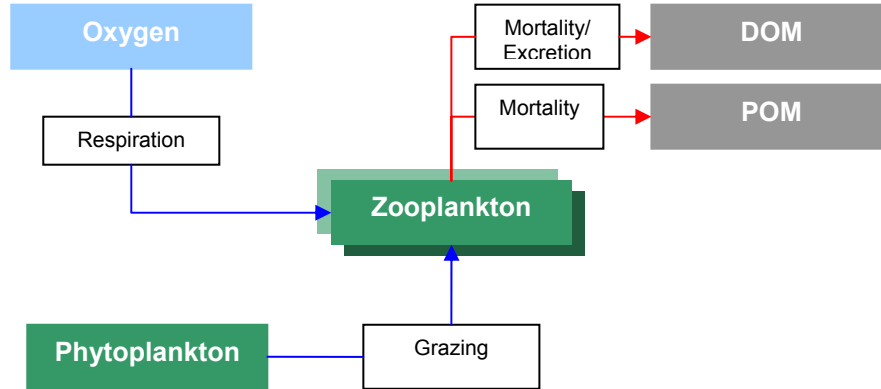 Oxygen
Mortality/
Excretion
DOM
Respiration
Mortality
POM
Zooplankton
Phytoplankton
Grazing